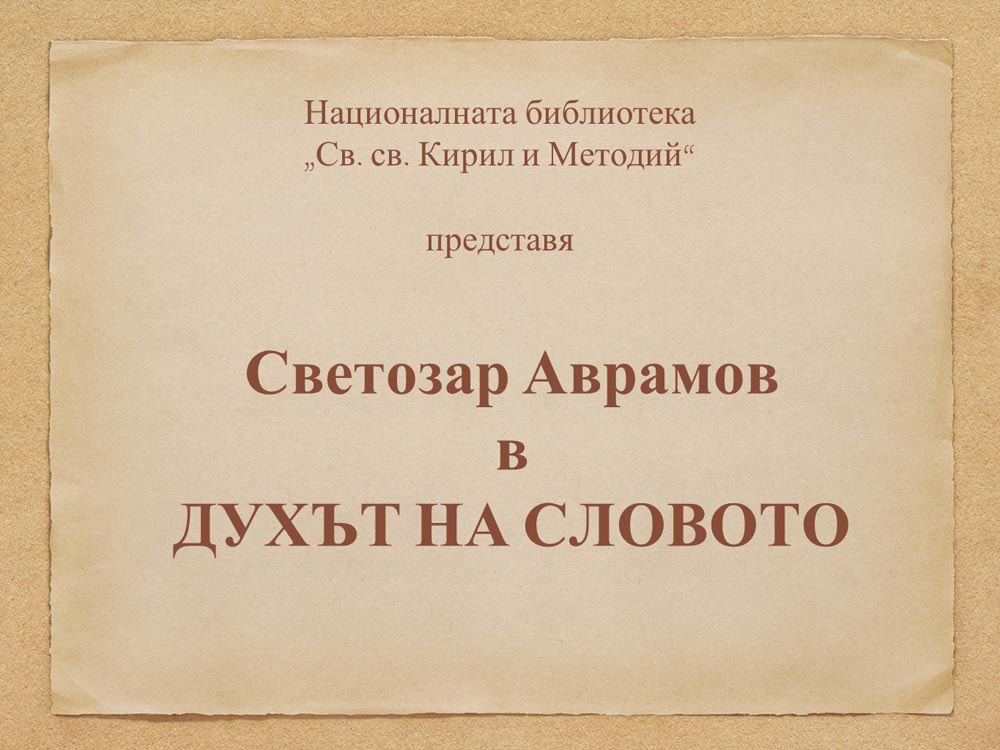 Националната библиотека
„Св. св. Кирил и Методий“
представя
Светозар Аврамов
в
ДУХЪТ НА СЛОВОТО